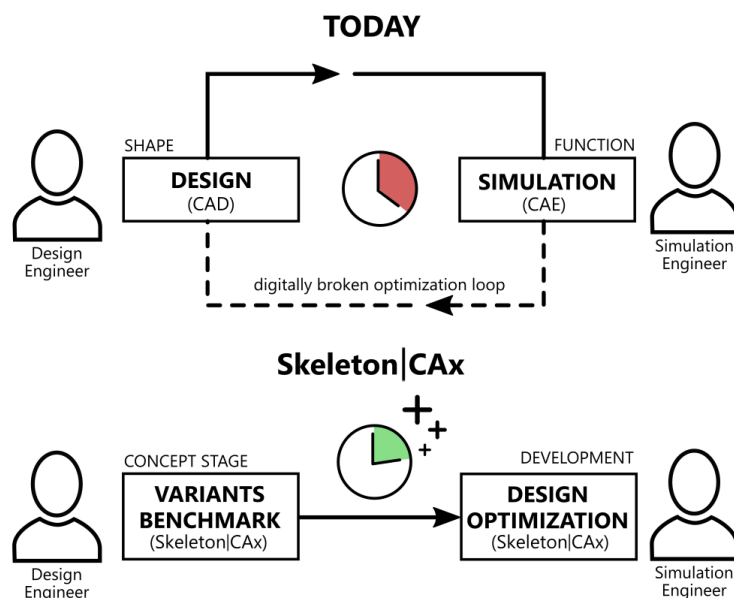 TODAY
SHAPE
FUNCTION
DESIGN
(CAD)
SIMULATION
(CAE)
Design
Engineer
Simulation
Engineer
digitally broken optimization loop
Skeleton|CAx
CONCEPT STAGE
DEVELOPMENT
VARIANTS
BENCHMARK
(Skeleton|CAx)
DESIGN
OPTIMIZATION
(Skeleton|CAx)
Design
Engineer
Simulation
Engineer